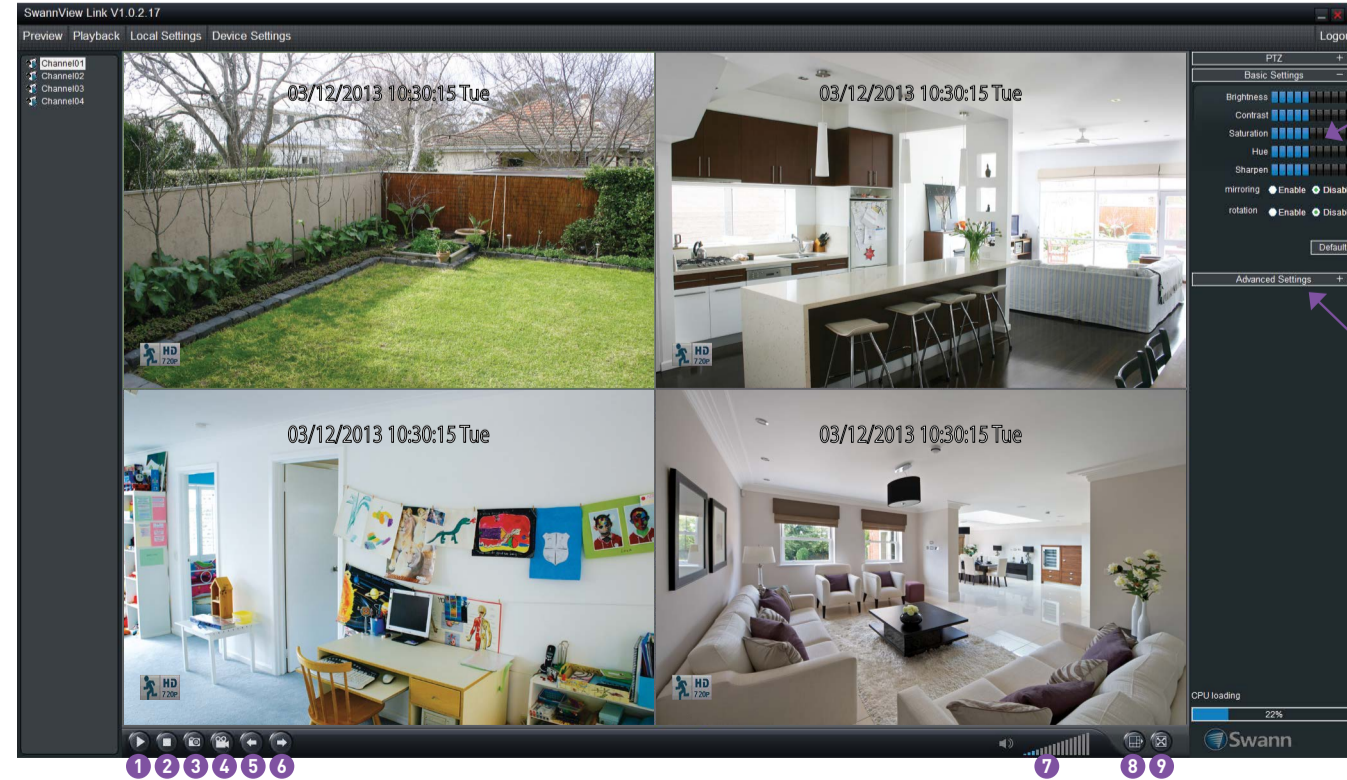 SwannView Link V1.0.2.17
Preview Playback Local Settings Device Settings Logou
Channel01
Channel02
Channel03
Channel04
03/12/2013 10:30:15 Tue
03/12/2013 10:30:15 Tue
HD
720P
HD
720P
03/12/2013 10:30:15 Tue
03/12/2013 10:30:15 Tue
HD
720P
HD
720P
PTZ +
Basic Settings −
Brightness
Contrast
Saturation
Hue
Sharpen
mirroring Enable Disab
rotation Enable Disab
Default
Advanced Settings +
CPU loading
22%
Swann
1 2 3 4 5 6 7 8 9